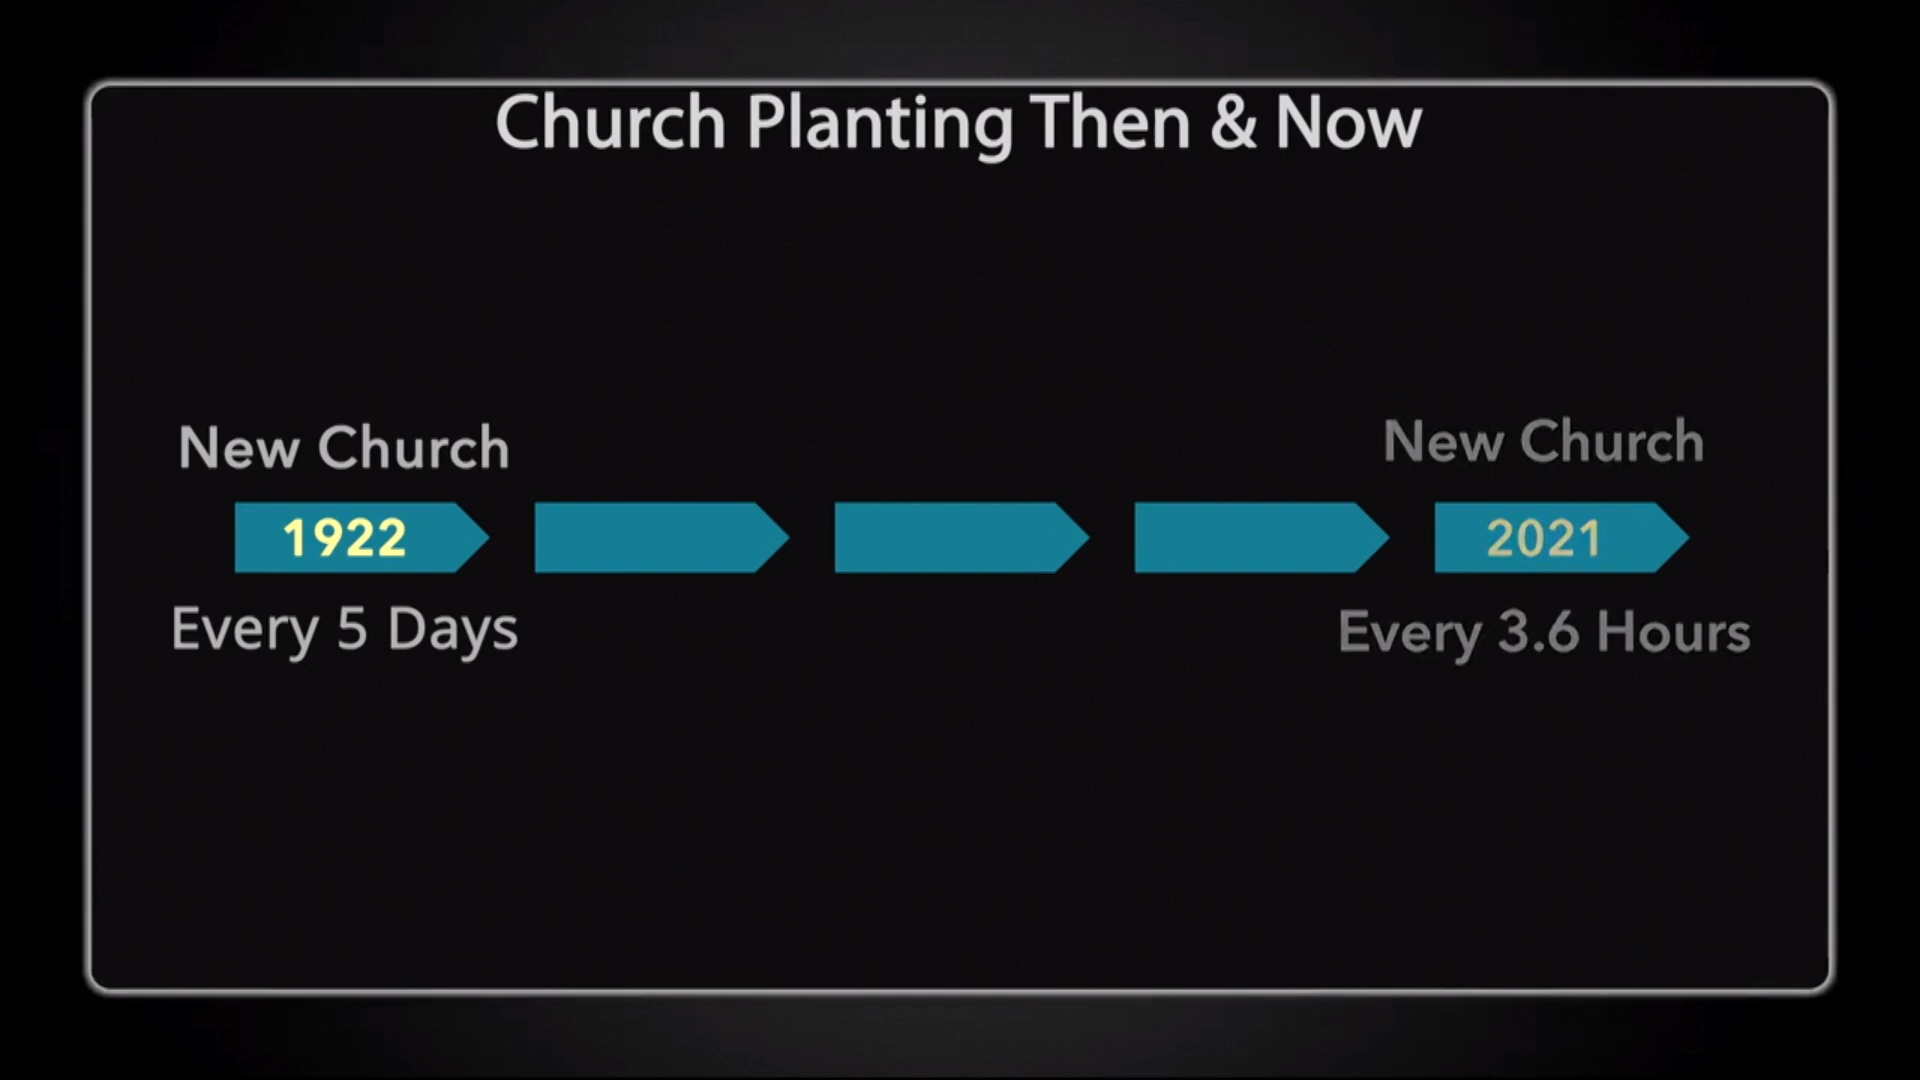 Church Planting Then & Now
New Church
1922
Every 5 Days
New Church
2021
Every 3.6 Hours